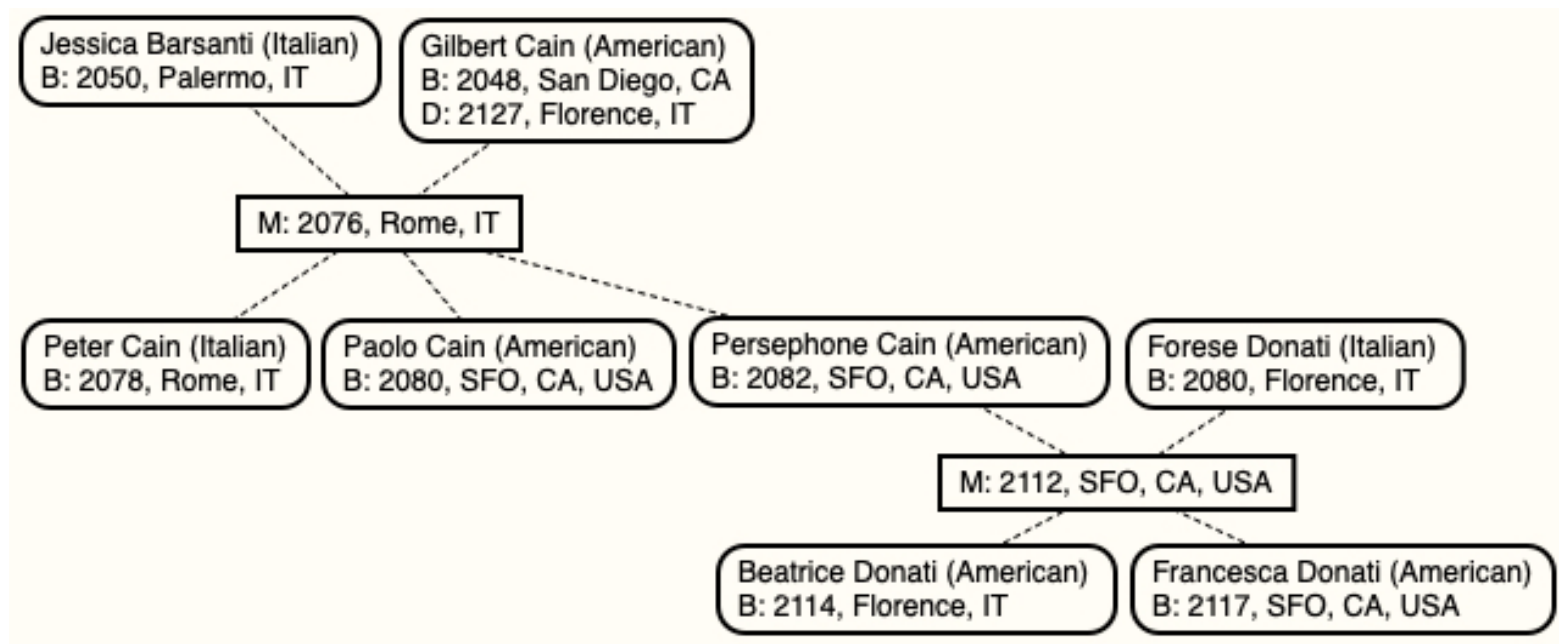 Jessica Barsanti (Italian)
B: 2050, Palermo, IT
Gilbert Cain (American)
B: 2048, San Diego, CA
D: 2127, Florence, IT
M: 2076, Rome, IT
Peter Cain (Italian)
B: 2078, Rome, IT
Paolo Cain (American)
B: 2080, SFO, CA, USA
Persephone Cain (American)
B: 2082, SFO, CA, USA
Forese Donati (Italian)
B: 2080, Florence, IT
M: 2112, SFO, CA, USA
Beatrice Donati (American)
B: 2114, Florence, IT
Francesca Donati (American)
B: 2117, SFO, CA, USA